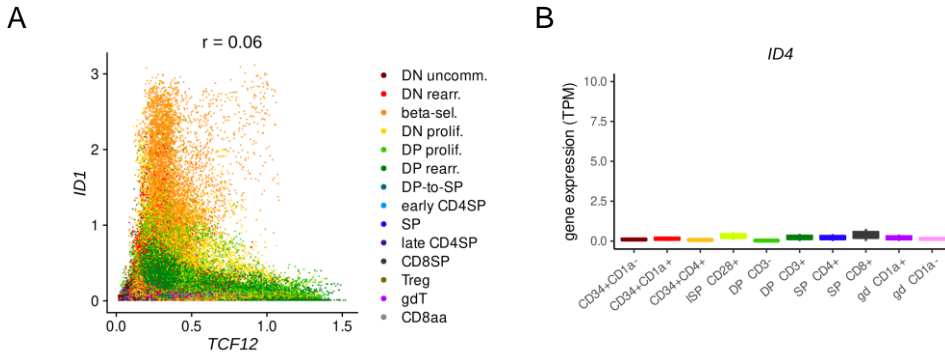 A
r = 0.06
3
2
1
0
ID1
0.0 0.5 1.0 1.5
TCF12
DN uncomm.
DN rearr.
beta-sel.
DN prolif.
DP prolif.
DP rearr.
DP-to-SP
early CD4SP
SP
late CD4SP
CD8SP
Treg
gdT
CD8aa
B
ID4
gene expression (TPM)
10.0
7.5
5.0
2.5
0.0
CD34+CD1a-
CD34+CD1a+
CD34+CD4+
ISP CD28+
DP CD3-
DP CD3+
SP CD4+
SP CD8+
gd CD1a+
gd CD1a-